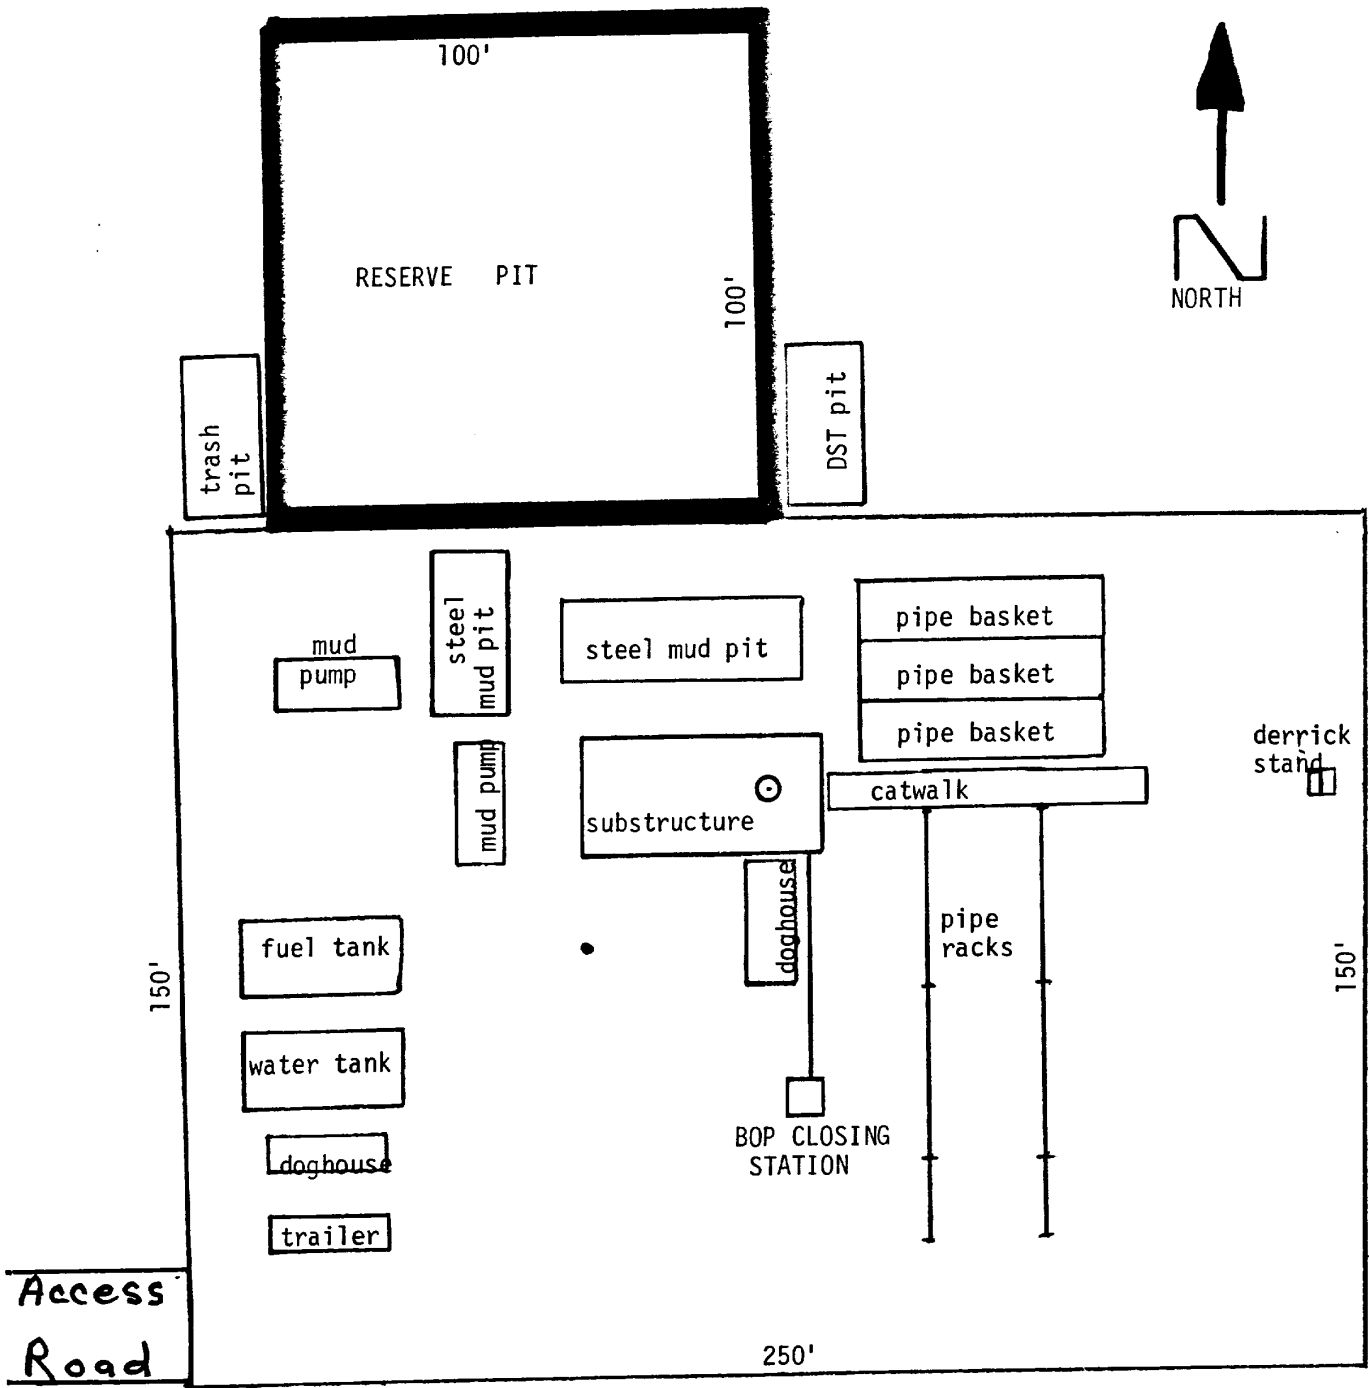 100'
RESERVE PIT
100'
N
NORTH
trash
pit
DST pit
steel
mud pit
mud
pump
steel mud pit
pipe basket
pipe basket
pipe basket
derrick
stand
mud pump
substructure
catwalk
doghouse
pipe
racks
fuel tank
150'
150'
water tank
BOP CLOSING
STATION
doghouse
trailer
Access
Road
250'